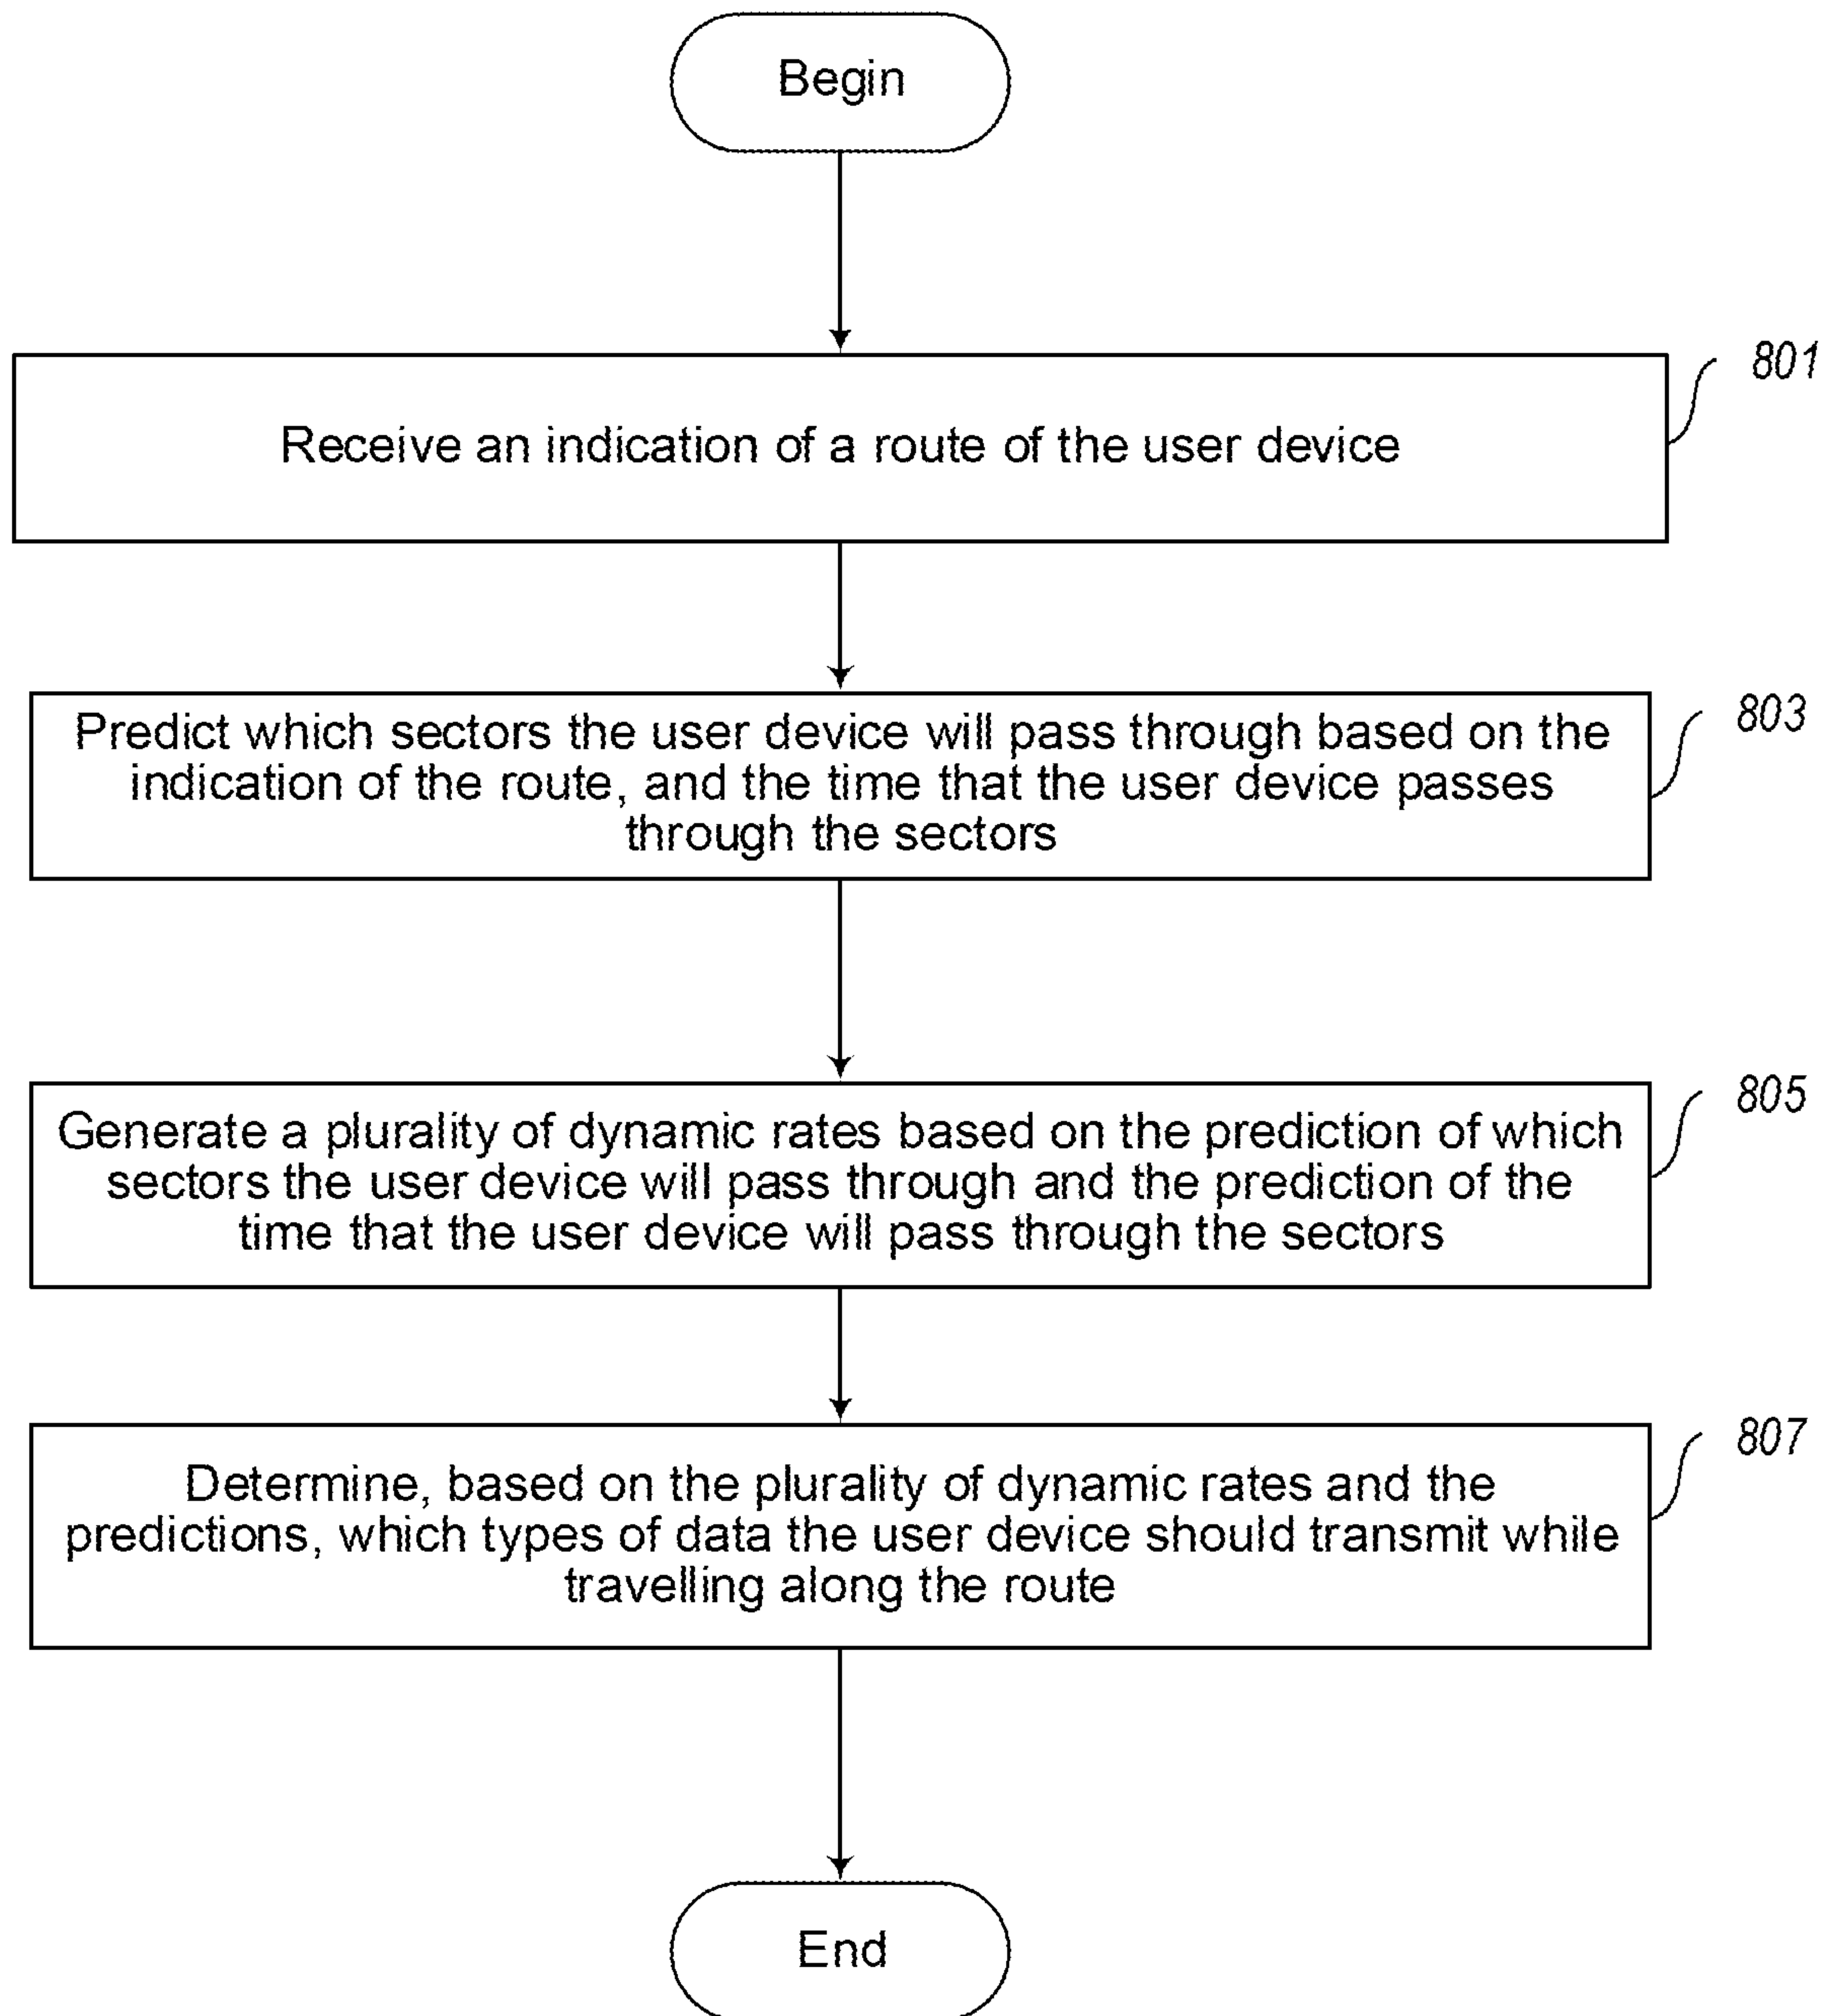 Begin
801
Receive an indication of a route of the user device
803
Predict which sectors the user device will pass through based on the
indication of the route, and the time that the user device passes
through the sectors
805
Generate a plurality of dynamic rates based on the prediction of which
sectors the user device will pass through and the prediction of the
time that the user device will pass through the sectors
807
Determine, based on the plurality of dynamic rates and the
predictions, which types of data the user device should transmit while
travelling along the route
End